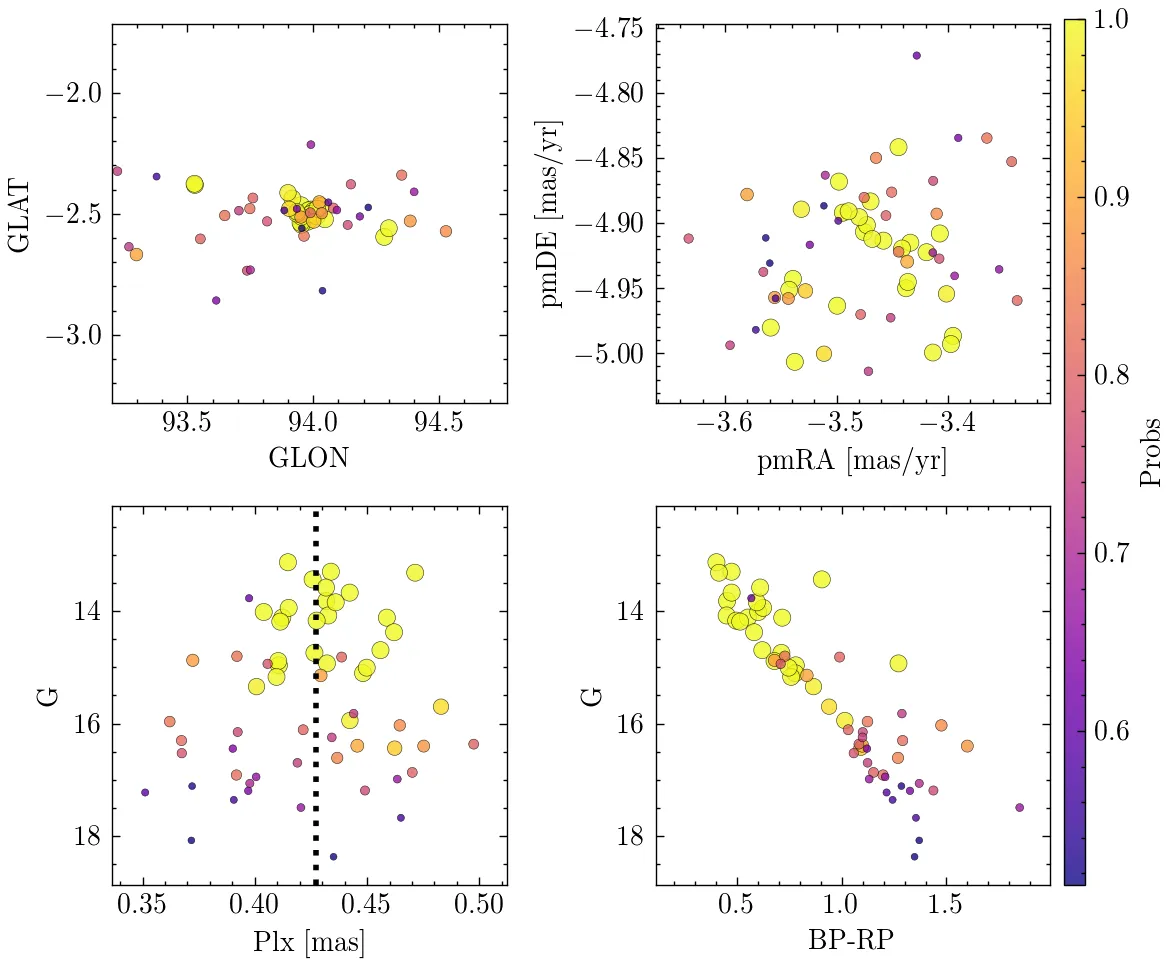 −2.0
−2.5
−3.0
GLAT
93.5 94.0 94.5
GLON
−4.75
−4.80
−4.85
−4.90
−4.95
−5.00
pmDE [mas/yr]
−3.6 −3.5 −3.4
pmRA [mas/yr]
14
16
18
G
0.35 0.40 0.45 0.50
Plx [mas]
14
16
18
G
0.5 1.0 1.5
BP-RP
1.0
0.9
0.8
0.7
0.6
Probs